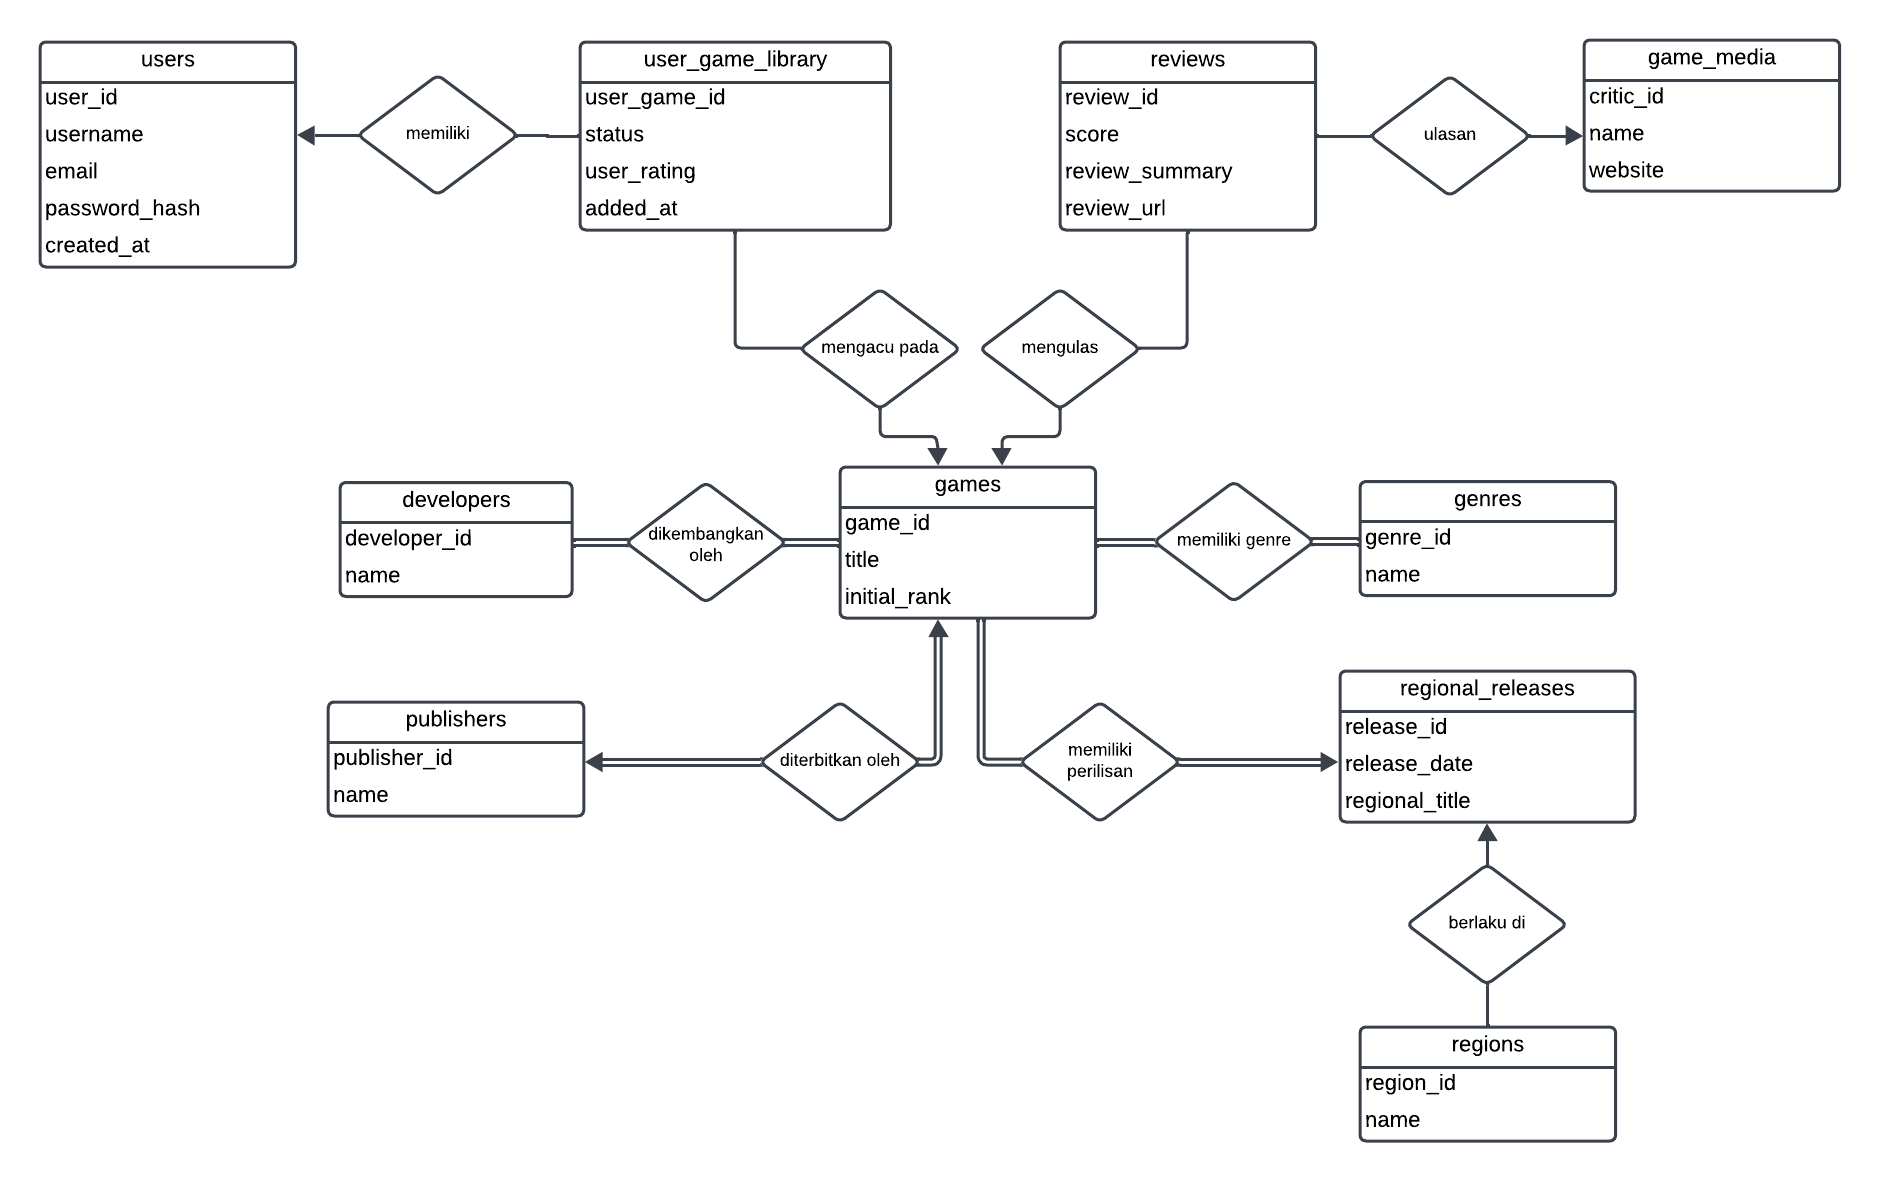 users
user_id
username
email
password_hash
created_at
memiliki
user_game_library
user_game_id
status
user_rating
added_at
reviews
review_id
score
review_summary
review_url
ulasan
game_media
critic_id
name
website
mengacu pada
mengulas
developers
developer_id
name
dikembangkan
oleh
games
game_id
title
initial_rank
memiliki genre
genres
genre_id
name
publishers
publisher_id
name
diterbitkan oleh
memiliki
perilisan
regional_releases
release_id
release_date
regional_title
berlaku di
regions
region_id
name